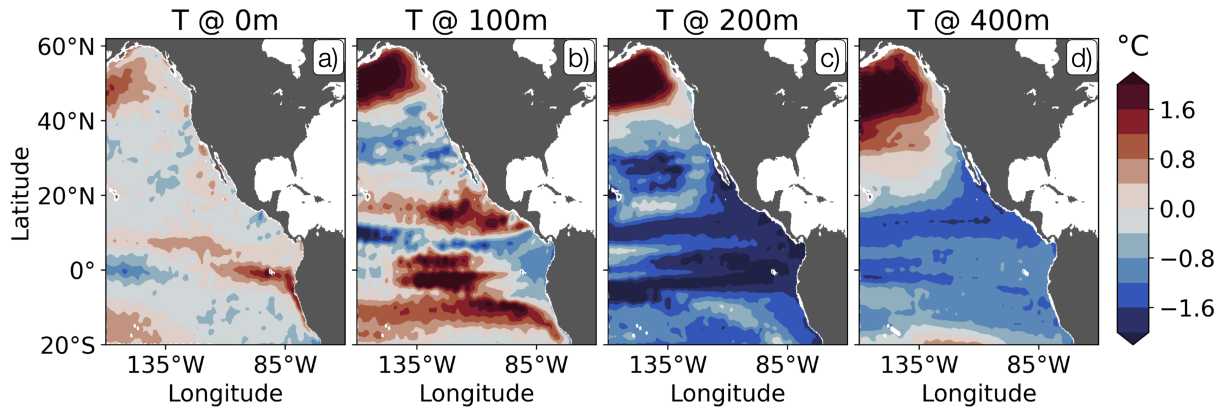 T @ 0m T @ 100m T @ 200m T @ 400m
°C
a) b) c) d)
60°N
40°N
20°N
0°
20°S
Latitude
1.6
0.8
0.0
−0.8
−1.6
135°W 85°W 135°W 85°W 135°W 85°W 135°W 85°W
Longitude Longitude Longitude Longitude